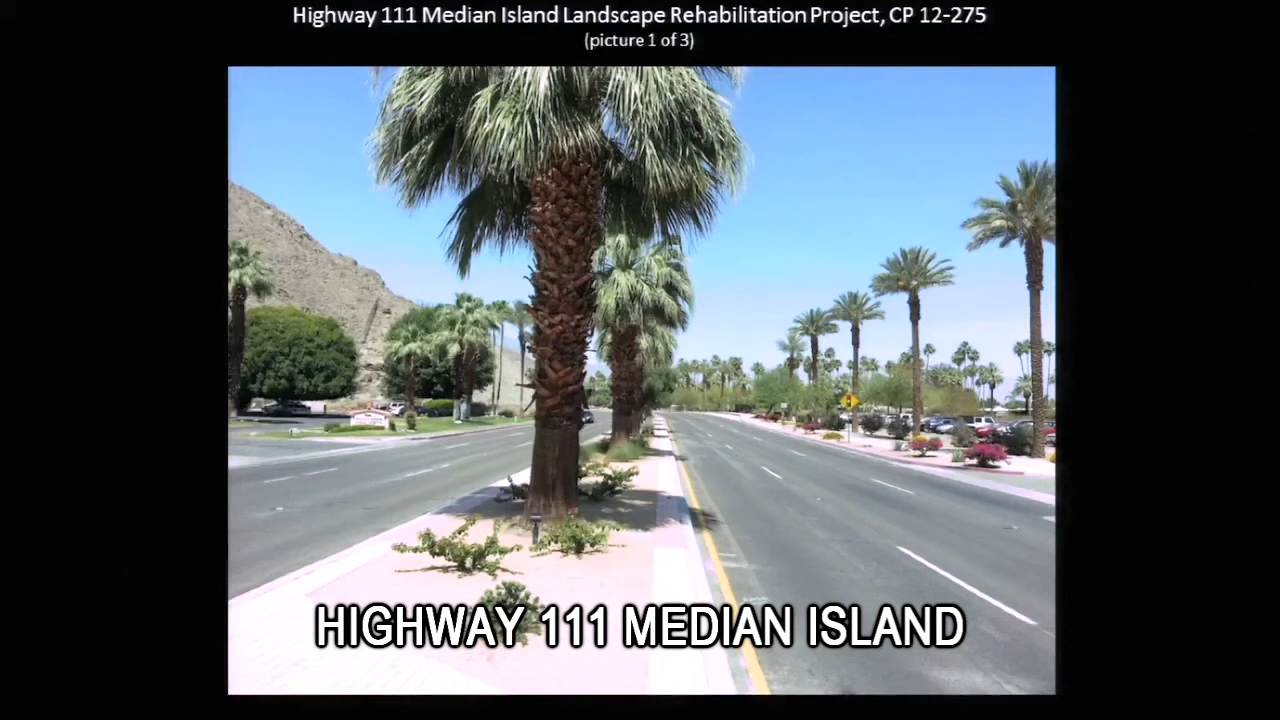 Highway 111 Median Island Landscape Rehabilitation Project, CP 12-275
(picture 1 of 3)
HIGHWAY 111 MEDIAN ISLAND